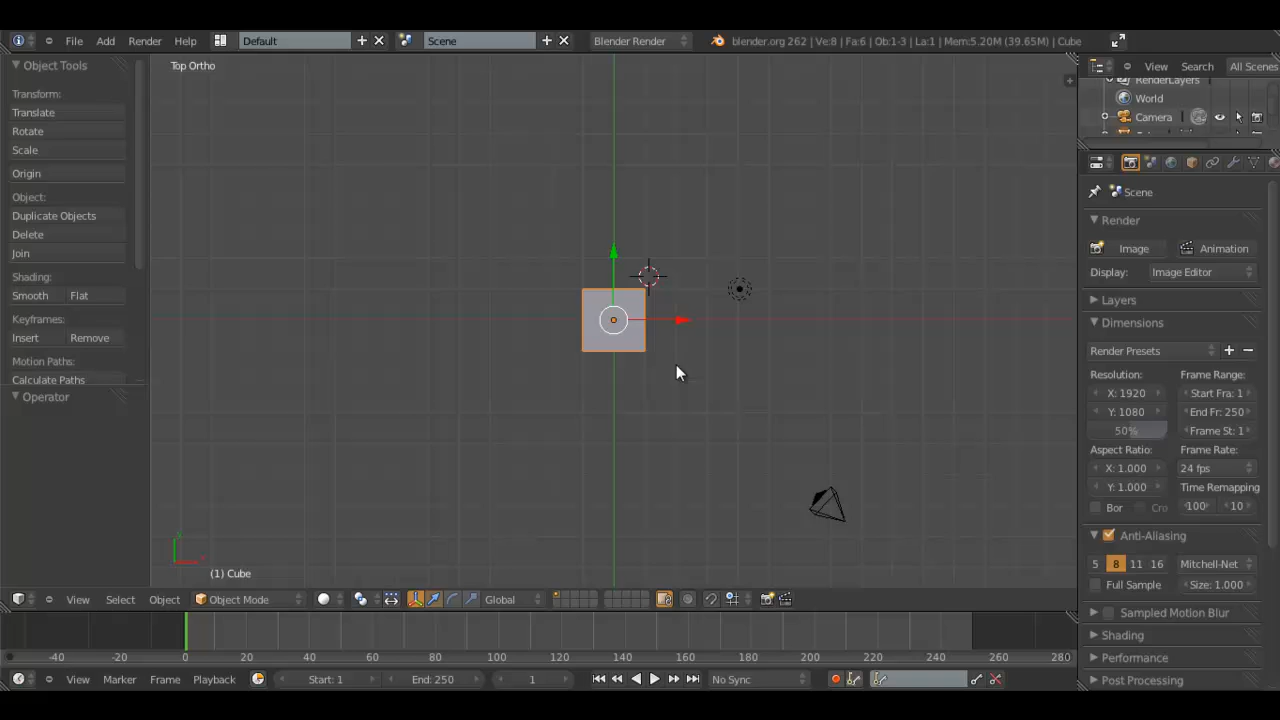 File Add Render Help Default Scene Blender Render blender.org 262 | Ve:8 | Fa:6 | Ob:1-3 | La:1 | Mem:5.20M (39.65M) | Cube
Object Tools
Transform:
Translate
Rotate
Scale
Origin
Object:
Duplicate Objects
Delete
Join
Shading:
Smooth Flat
Keyframes:
Insert Remove
Motion Paths:
Calculate Paths
Operator
Top Ortho
(1) Cube
View Select Object Object Mode Global
-40 -20 0 20 40 60 80 100 120 140 160 180 200 220 240 260 280
View Marker Frame Playback Start: 1 End: 250 1 No Sync
View Search All Scenes
RenderLayers
World
Camera
Scene
Render
Image Animation
Display: Image Editor
Layers
Dimensions
Render Presets
Resolution: Frame Range:
X: 1920 Start Fra: 1
Y: 1080 End Fr: 250
50% Frame St: 1
Aspect Ratio: Frame Rate:
X: 1.000 24 fps
Y: 1.000 Time Remapping
Bor Cro 100 10
Anti-Aliasing
5 8 11 16 Mitchell-Net
Full Sample Size: 1.000
Sampled Motion Blur
Shading
Performance
Post Processing